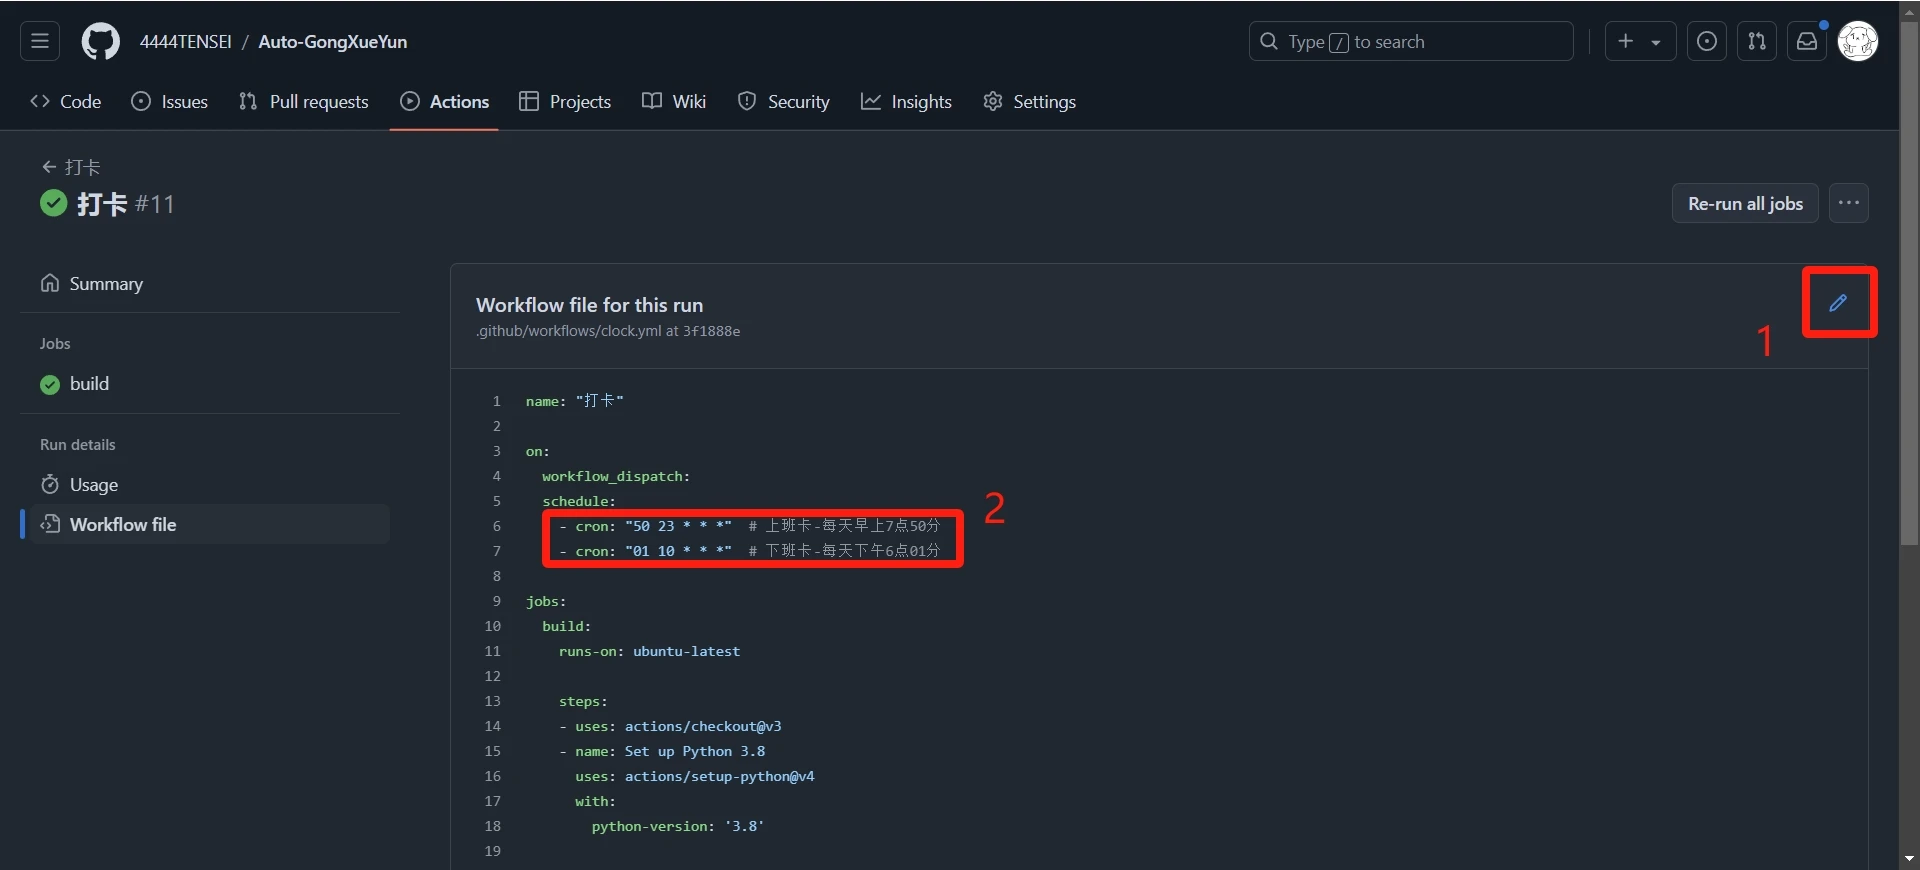 4444TENSEI / Auto-GongXueYun
Type / to search
Code Issues Pull requests Actions Projects Wiki Security Insights Settings
打卡
打卡 #11
Re-run all jobs
Summary
Jobs
build
Run details
Usage
Workflow file
Workflow file for this run
.github/workflows/clock.yml at 3f1888e
1
1 name: "打卡"
2
3 on:
4 workflow_dispatch:
5 schedule:
2
6 - cron: "50 23 * * *" # 上班卡-每天早上7点50分
7 - cron: "01 10 * * *" # 下班卡-每天下午6点01分
8
9 jobs:
10 build:
11 runs-on: ubuntu-latest
12
13 steps:
14 - uses: actions/checkout@v3
15 - name: Set up Python 3.8
16 uses: actions/setup-python@v4
17 with:
18 python-version: '3.8'
19